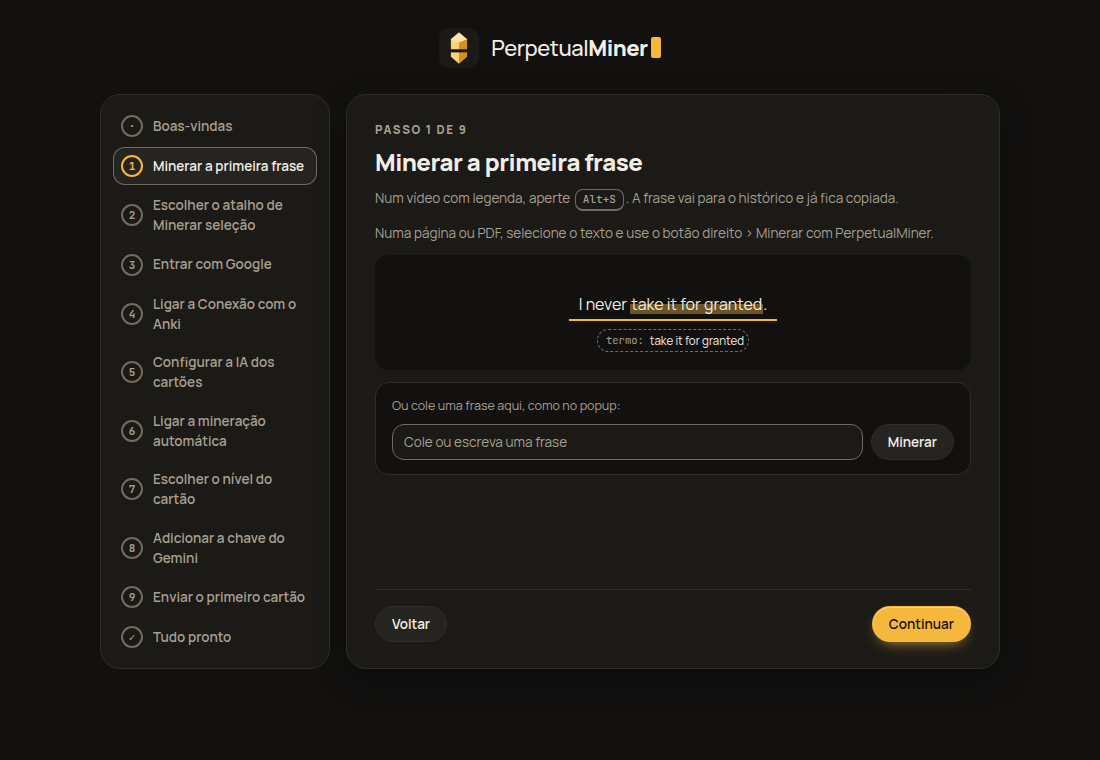 PerpetualMiner
Boas-vindas
1 Minerar a primeira frase
2 Escolher o atalho de
Minerar seleção
3 Entrar com Google
4 Ligar a Conexão com o
Anki
5 Configurar a IA dos
cartões
6 Ligar a mineração
automática
7 Escolher o nível do
cartão
8 Adicionar a chave do
Gemini
9 Enviar o primeiro cartão
✓ Tudo pronto
PASSO 1 DE 9
Minerar a primeira frase
Num vídeo com legenda, aperte Alt+S. A frase vai para o histórico e já fica copiada.
Numa página ou PDF, selecione o texto e use o botão direito › Minerar com PerpetualMiner.
I never take it for granted.
termo: take it for granted
Ou cole uma frase aqui, como no popup:
Cole ou escreva uma frase
Minerar
Voltar
Continuar